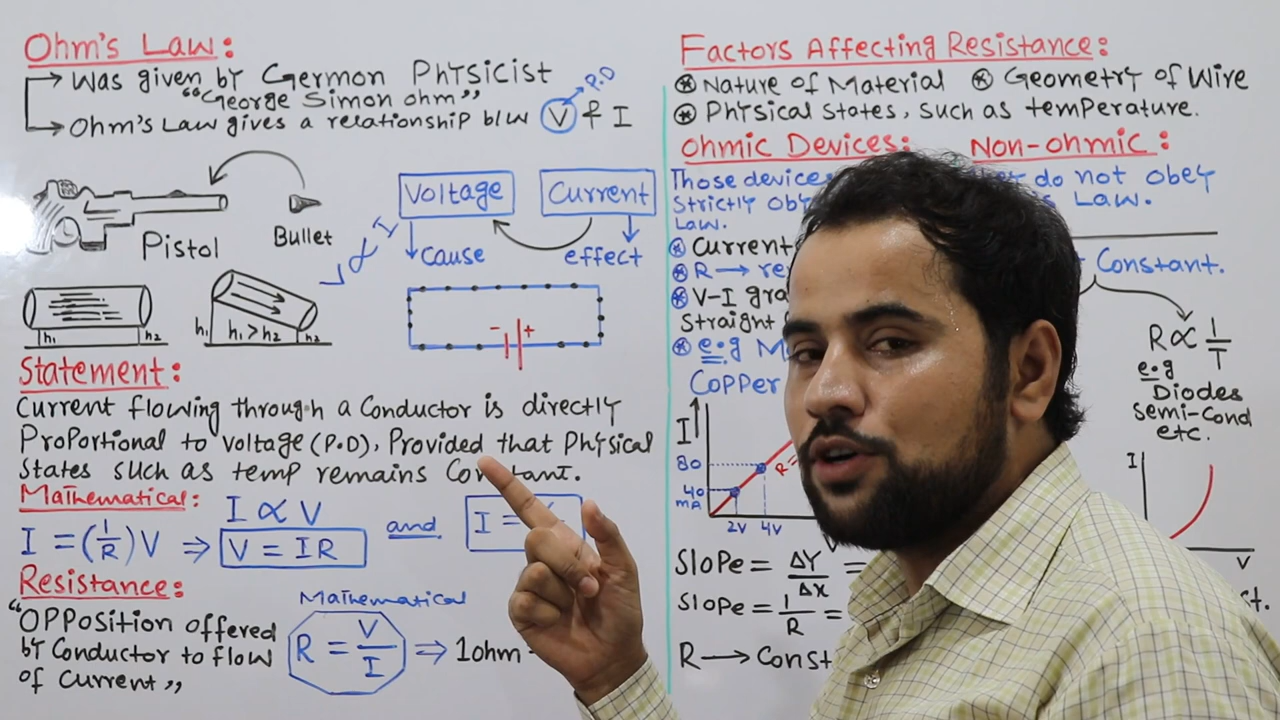 Ohm's Law:
Was given by Germon Physicist
"George Simon ohm"
Ohm's Law gives a relationship b/w V & I
P.D
Pistol
Bullet
Voltage
Current
I ∝ V
cause
effect
h₁
h₂
h₁
h₁ > h₂
h₂
- +
Statement:
Current flowing through a Conductor is directly
Proportional to voltage (P.D), Provided that Physical
States such as temp remains Constant.
Mathematical:
I ∝ V
I = (1/R) V ⇒ V = IR and I =
Resistance:
"Opposition offered
by Conductor to flow
of Current"
Mathematical
R = V/I ⇒ 1ohm
Factors Affecting Resistance:
Nature of Material Geometry of Wire
Physical States, such as temperature.
Ohmic Devices:
Those devices
strictly
Law.
Current
R →
V-I
straight
e.g
Copper
I
80
40
mA
2V 4V
V
R =
Slope = ΔY/Δx =
Slope = 1/R =
R → Const
Non-ohmic:
do not obey
Law.
Constant.
R ∝ 1/T
e.g
Diodes
semi-Cond
etc.
I
V